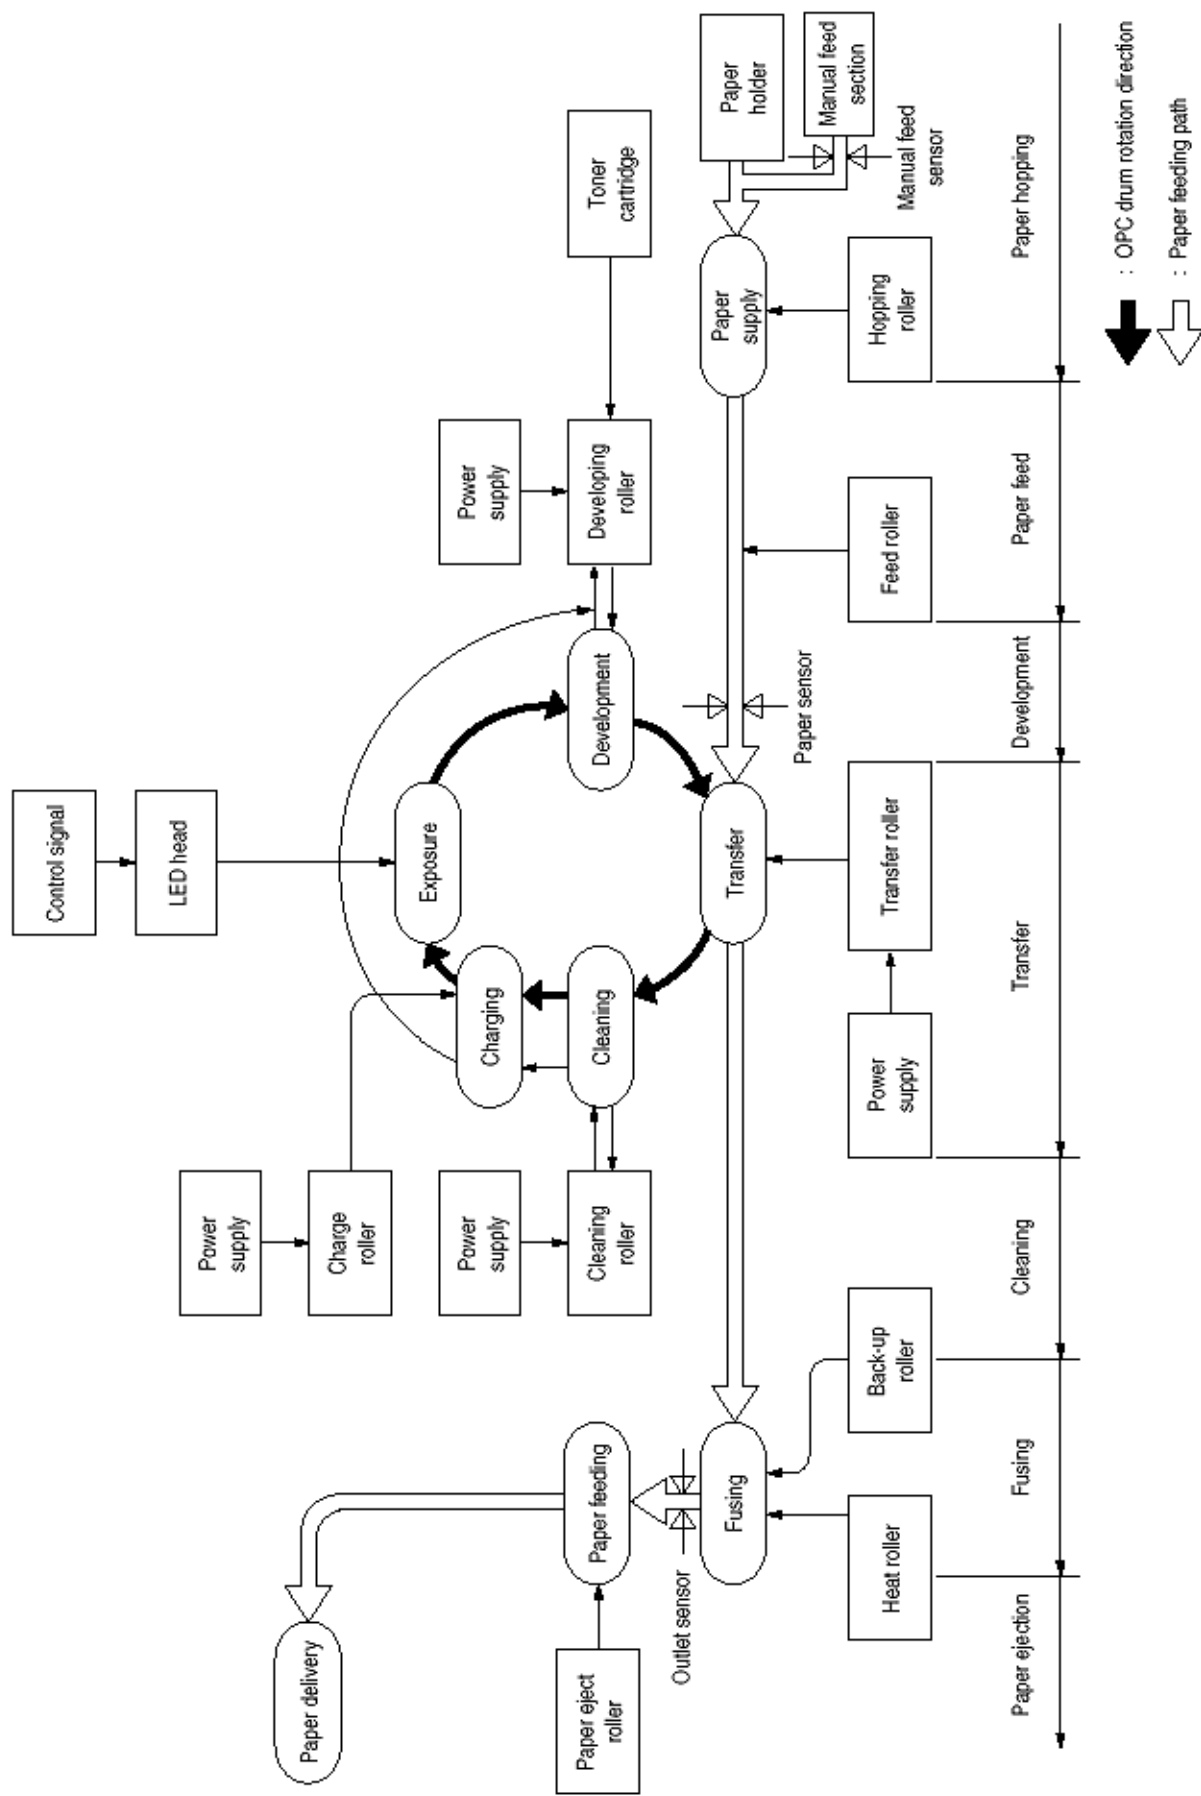 Control signal
LED head
Power
supply
Charge
roller
Power
supply
Cleaning
roller
Charging
Cleaning
Exposure
Development
Transfer
Power
supply
Developing
roller
Toner
cartridge
Paper delivery
Paper eject
roller
Paper feeding
Outlet sensor
Fusing
Paper sensor
Paper
supply
Paper
holder
Manual feed
section
Manual feed
sensor
Heat roller
Back-up
roller
Power
supply
Transfer roller
Feed roller
Hopping
roller
Paper ejection
Fusing
Cleaning
Transfer
Development
Paper feed
Paper hopping
: OPC drum rotation direction
: Paper feeding path